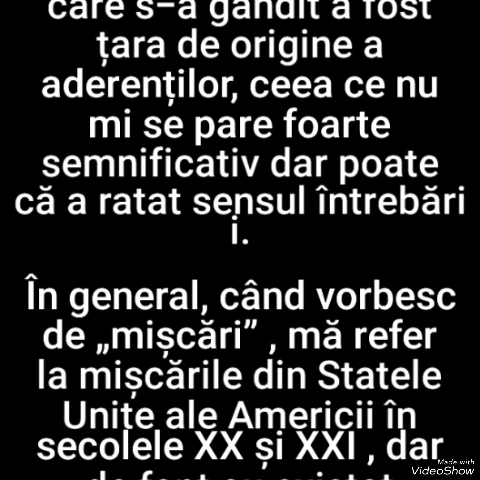 care s-a gândit a fost
țara de origine a
aderenților, ceea ce nu
mi se pare foarte
semnificativ dar poate
că a ratat sensul întrebări
i.
În general, când vorbesc
de „mișcări” , mă refer
la mișcările din Statele
Unite ale Americii în
secolele XX și XXI , dar
Made with
VideoShow